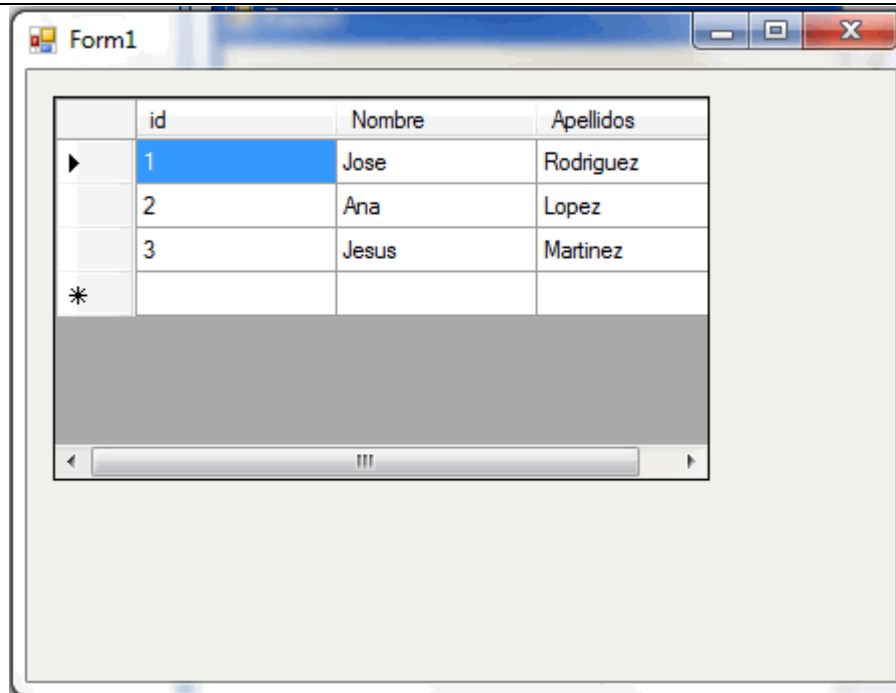 Form1
id Nombre Apellidos
1 Jose Rodriguez
2 Ana Lopez
3 Jesus Martinez